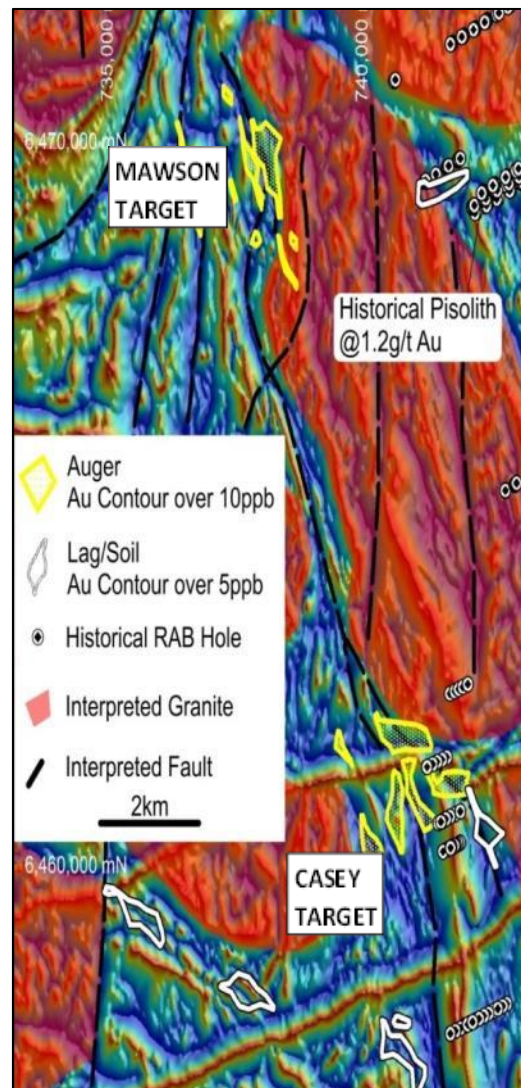 735,000
740,000
6,470,000 mN
MAWSON
TARGET
Historical Pisolith
@1.2g/t Au
Auger
Au Contour over 10ppb
Lag/Soil
Au Contour over 5ppb
Historical RAB Hole
Interpreted Granite
Interpreted Fault
2km
6,460,000 mN
CASEY
TARGET